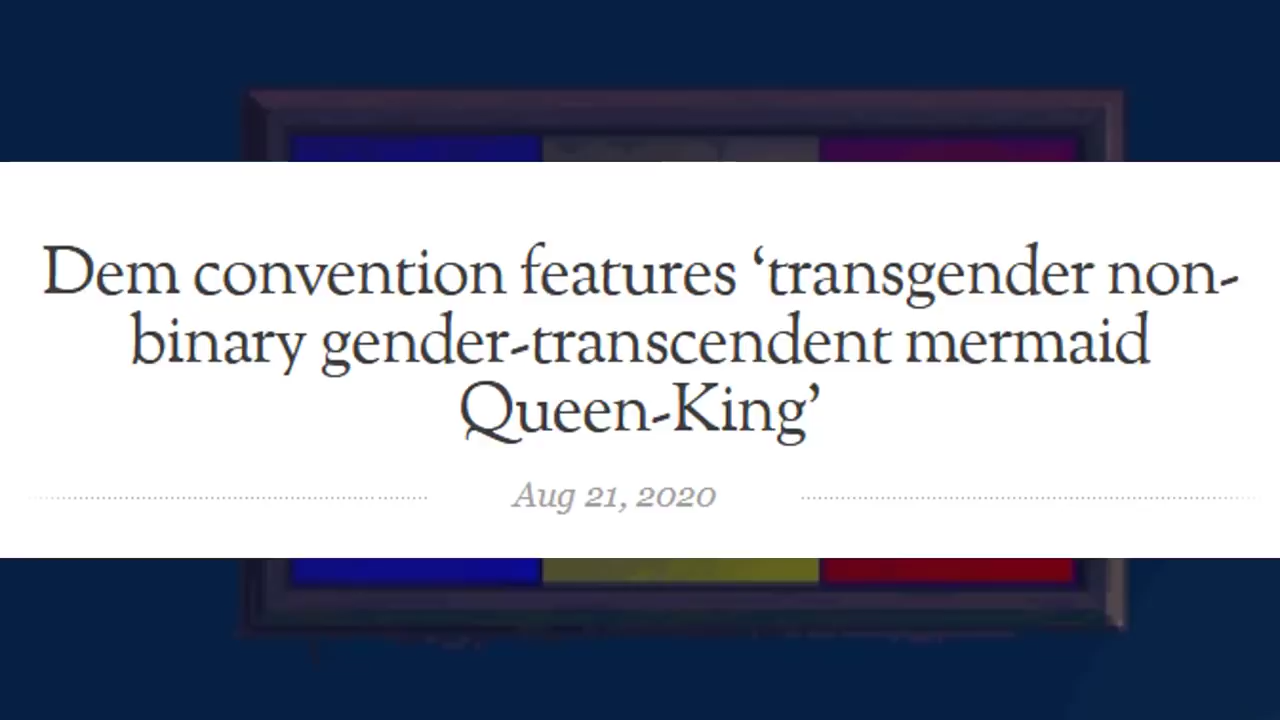 Dem convention features ‘transgender non-
binary gender-transcendent mermaid
Queen-King’
Aug 21, 2020